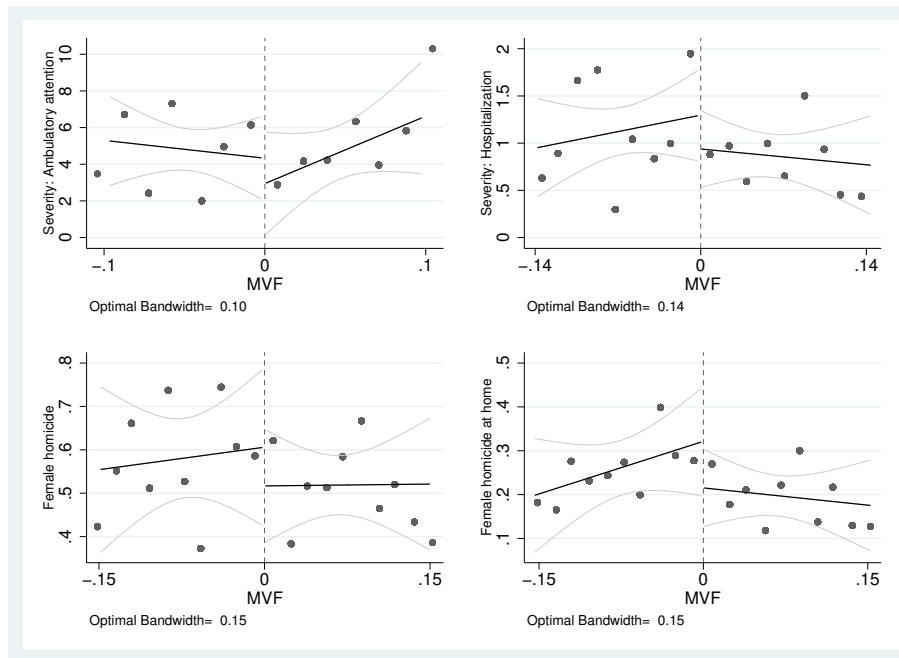 Severity: Ambulatory attention
10
8
6
4
2
0
-.1
0
.1
MVF
Optimal Bandwidth= 0.10
Severity: Hospitalization
2
1.5
1
.5
0
-.14
0
.14
MVF
Optimal Bandwidth= 0.14
Female homicide
.8
.7
.6
.5
.4
-.15
0
.15
MVF
Optimal Bandwidth= 0.15
Female homicide at home
.5
.4
.3
.2
.1
-.15
0
.15
MVF
Optimal Bandwidth= 0.15